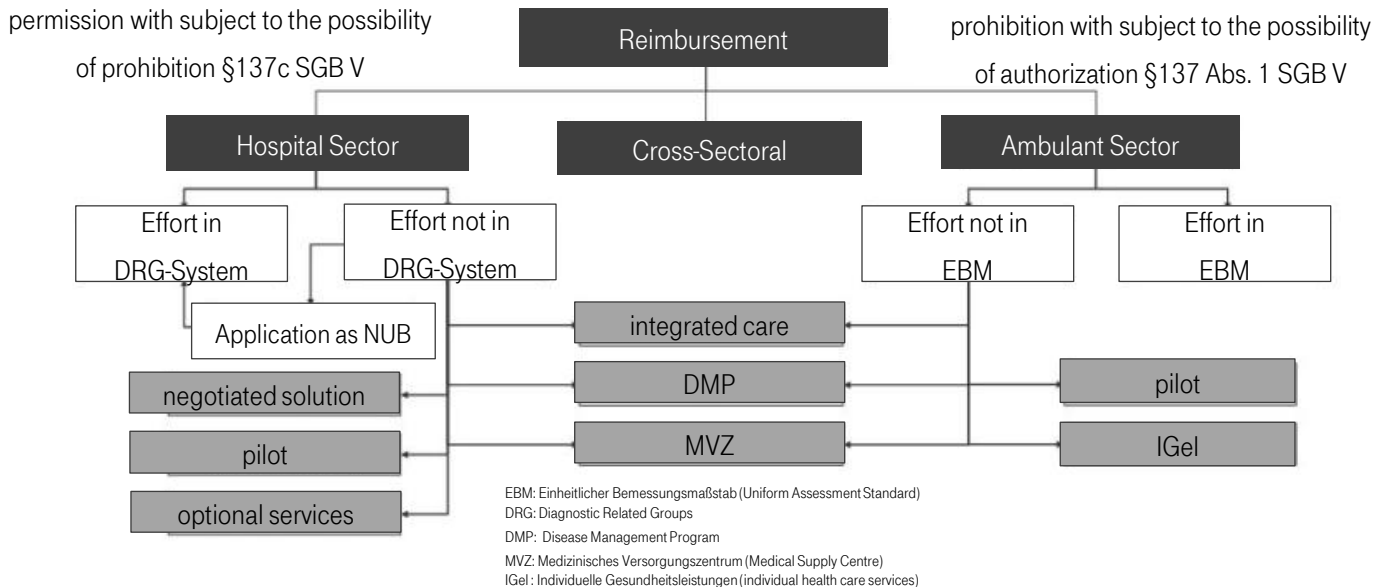 permission with subject to the possibility
of prohibition §137c SGB V
Reimbursement
prohibition with subject to the possibility
of authorization §137 Abs. 1 SGB V
Hospital Sector
Cross-Sectoral
Ambulant Sector
Effort in
DRG-System
Effort not in
DRG-System
Effort not in
EBM
Effort in
EBM
Application as NUB
integrated care
negotiated solution
DMP
pilot
pilot
MVZ
IGel
optional services
EBM: Einheitlicher Bemessungsmaßstab (Uniform Assessment Standard)
DRG: Diagnostic Related Groups
DMP: Disease Management Program
MVZ: Medizinisches Versorgungszentrum (Medical Supply Centre)
IGel : Individuelle Gesundheitsleistungen (individual health care services)